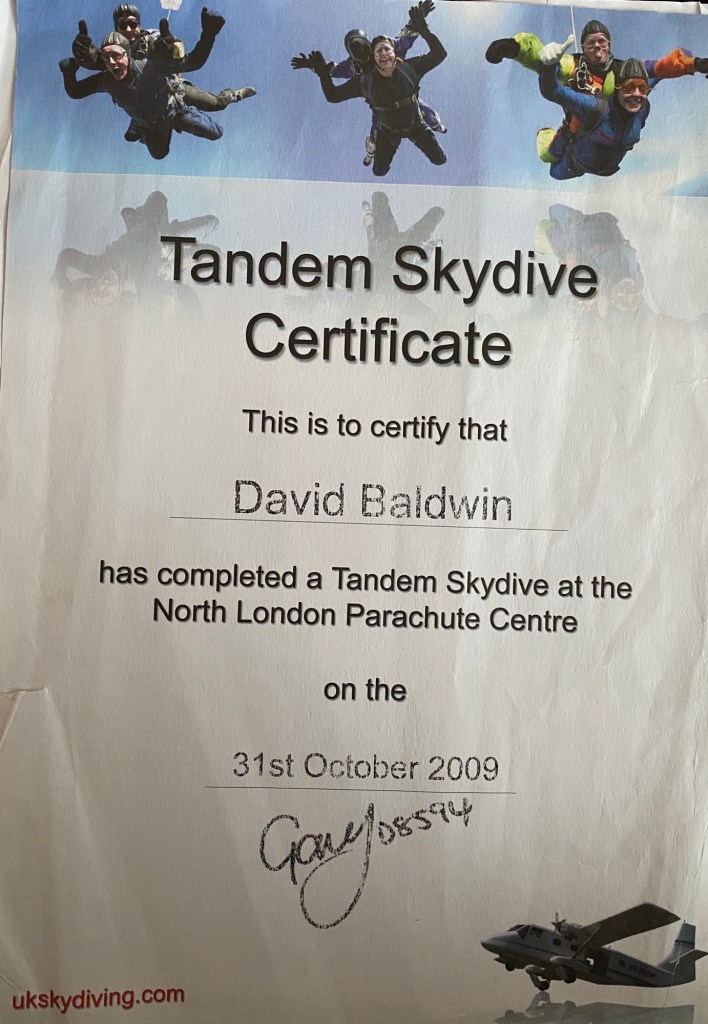 Tandem Skydive
Certificate
This is to certify that
David Baldwin
has completed a Tandem Skydive at the
North London Parachute Centre
on the
31st October 2009
D8594
ukskydiving.com